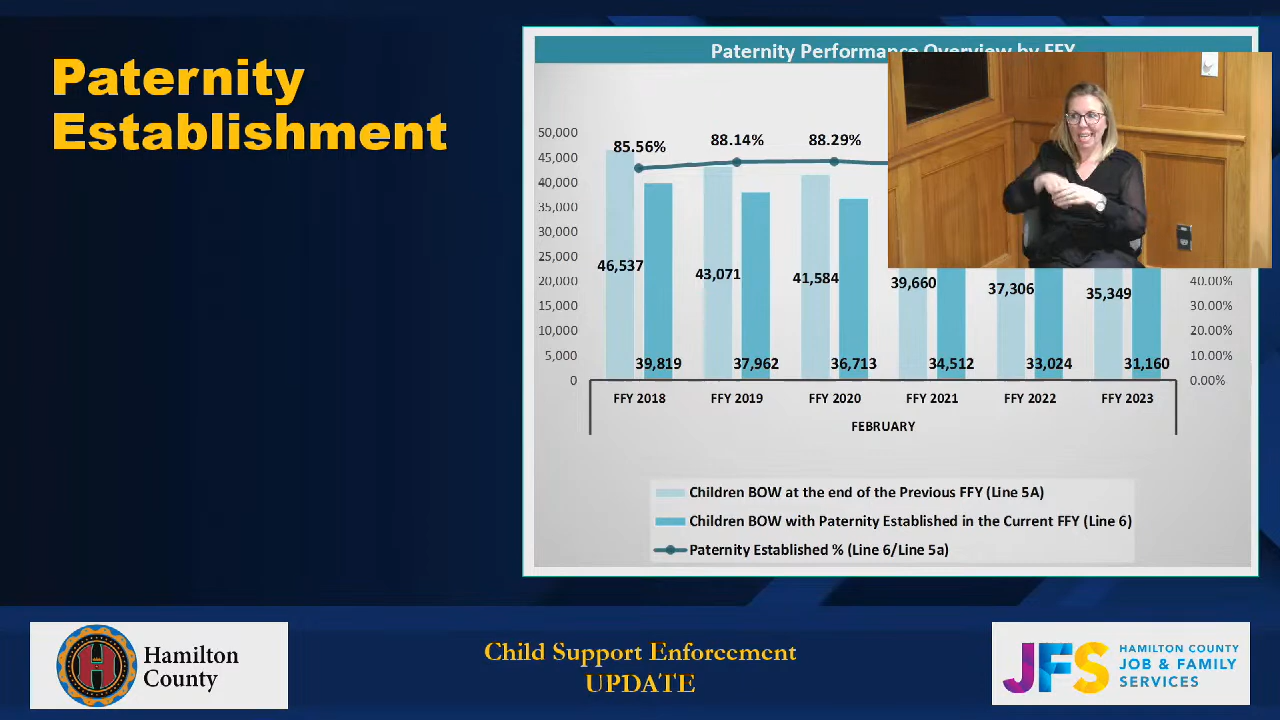 Paternity
Establishment
Paternity Performance Overview by FFY
50,000
45,000
40,000
35,000
30,000
25,000
20,000
15,000
10,000
5,000
0
85.56%
88.14%
88.29%
46,537
43,071
41,584
39,660
37,306
35,349
39,819
37,962
36,713
34,512
33,024
31,160
40.00%
30.00%
20.00%
10.00%
0.00%
FFY 2018
FFY 2019
FFY 2020
FFY 2021
FFY 2022
FFY 2023
FEBRUARY
Children BOW at the end of the Previous FFY (Line 5A)
Children BOW with Paternity Established in the Current FFY (Line 6)
Paternity Established % (Line 6/Line 5a)
Hamilton
County
Child Support Enforcement
UPDATE
JFS
HAMILTON COUNTY
JOB & FAMILY
SERVICES